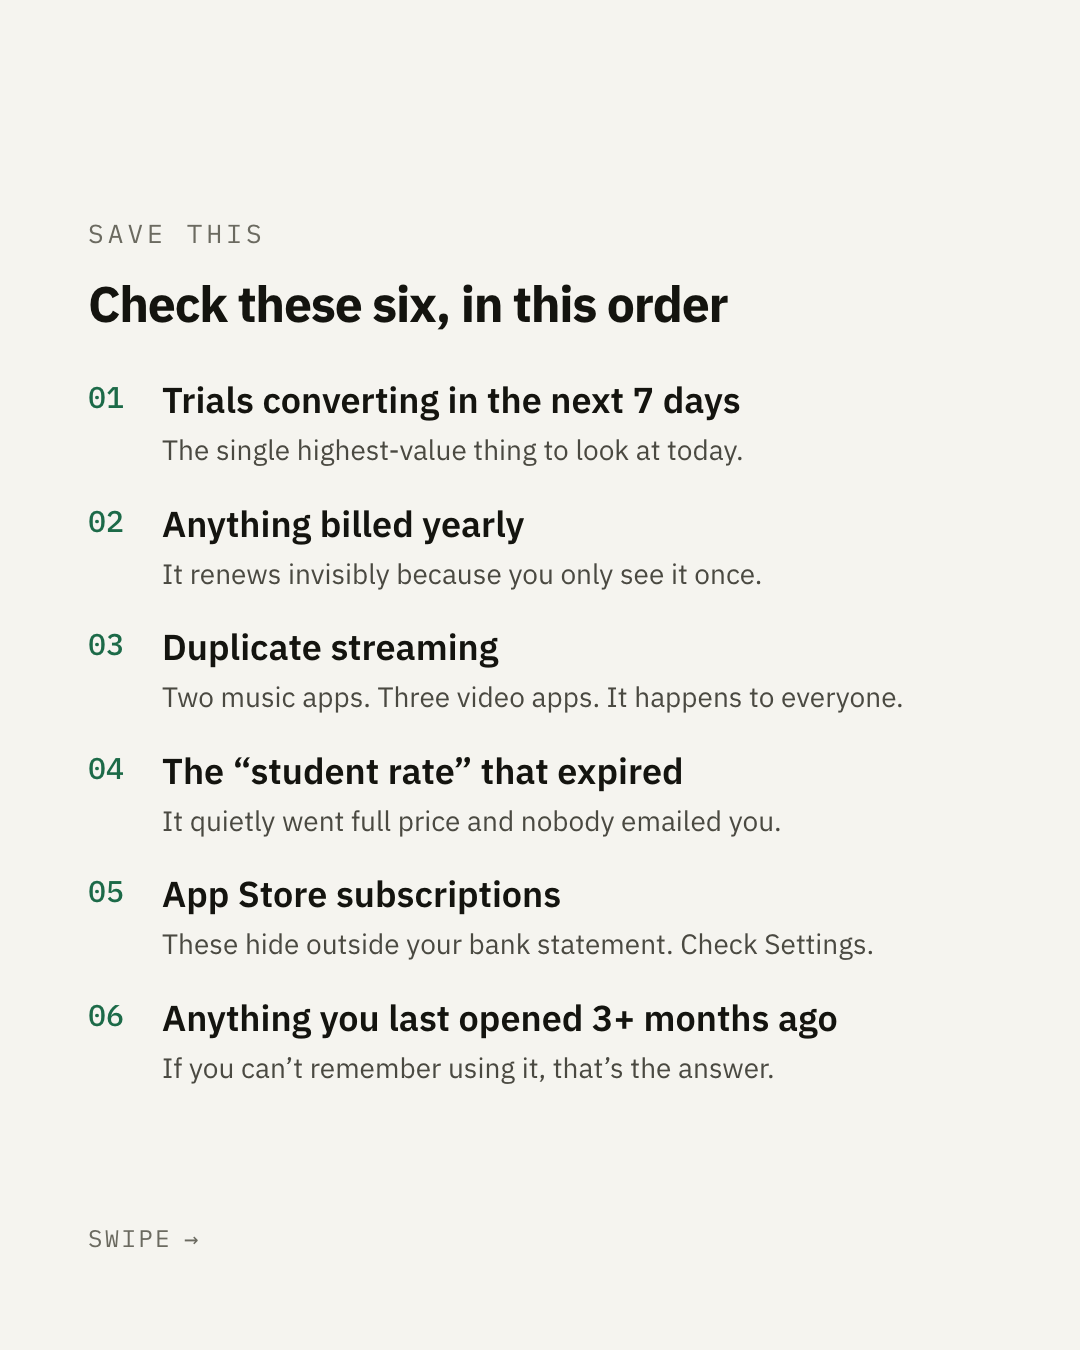 SAVE THIS
Check these six, in this order
01 Trials converting in the next 7 days
The single highest-value thing to look at today.
02 Anything billed yearly
It renews invisibly because you only see it once.
03 Duplicate streaming
Two music apps. Three video apps. It happens to everyone.
04 The “student rate” that expired
It quietly went full price and nobody emailed you.
05 App Store subscriptions
These hide outside your bank statement. Check Settings.
06 Anything you last opened 3+ months ago
If you can’t remember using it, that’s the answer.
SWIPE →